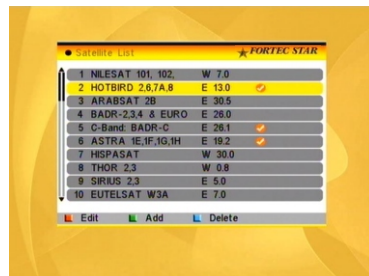 Satellite List FORTEC STAR
1 NILESAT 101, 102, W 7.0
2 HOTBIRD 2,6,7A,8 E 13.0
3 ARABSAT 2B E 30.5
4 BADR-2,3,4 & EURO E 26.0
5 C-Band: BADR-C E 26.1
6 ASTRA 1E,1F,1G,1H E 19.2
7 HISPASAT W 30.0
8 THOR 2,3 W 0.8
9 SIRIUS 2,3 E 5.0
10 EUTELSAT W3A E 7.0
Edit Add Delete